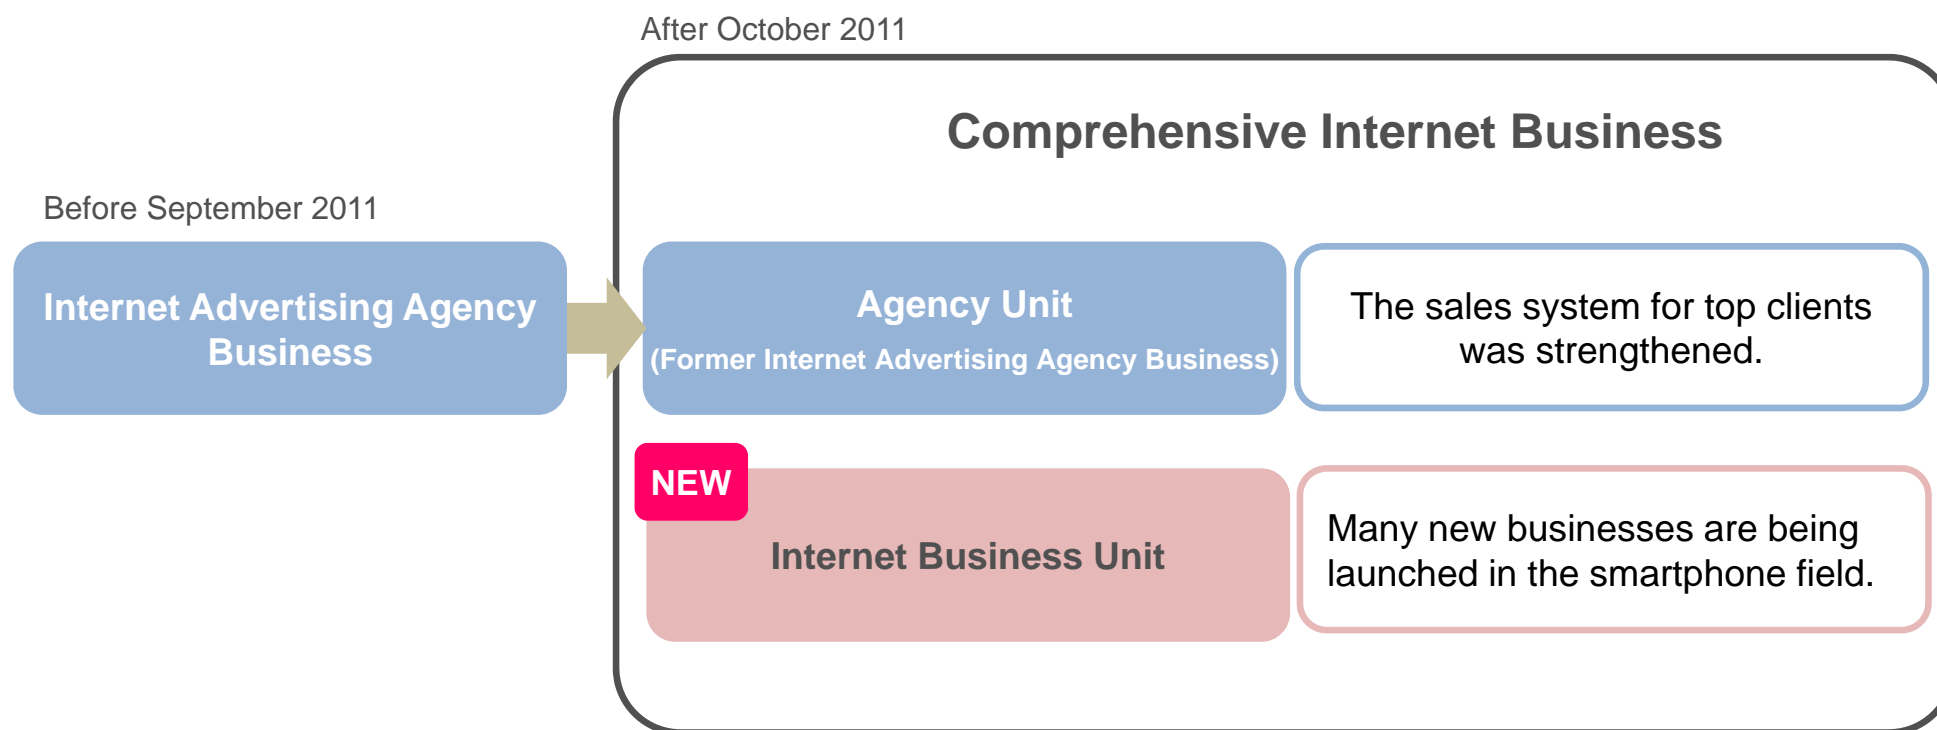 After October 2011
Comprehensive Internet Business
Before September 2011
Internet Advertising Agency
Business
Agency Unit
(Former Internet Advertising Agency Business)
The sales system for top clients
was strengthened.
NEW
Internet Business Unit
Many new businesses are being
launched in the smartphone field.